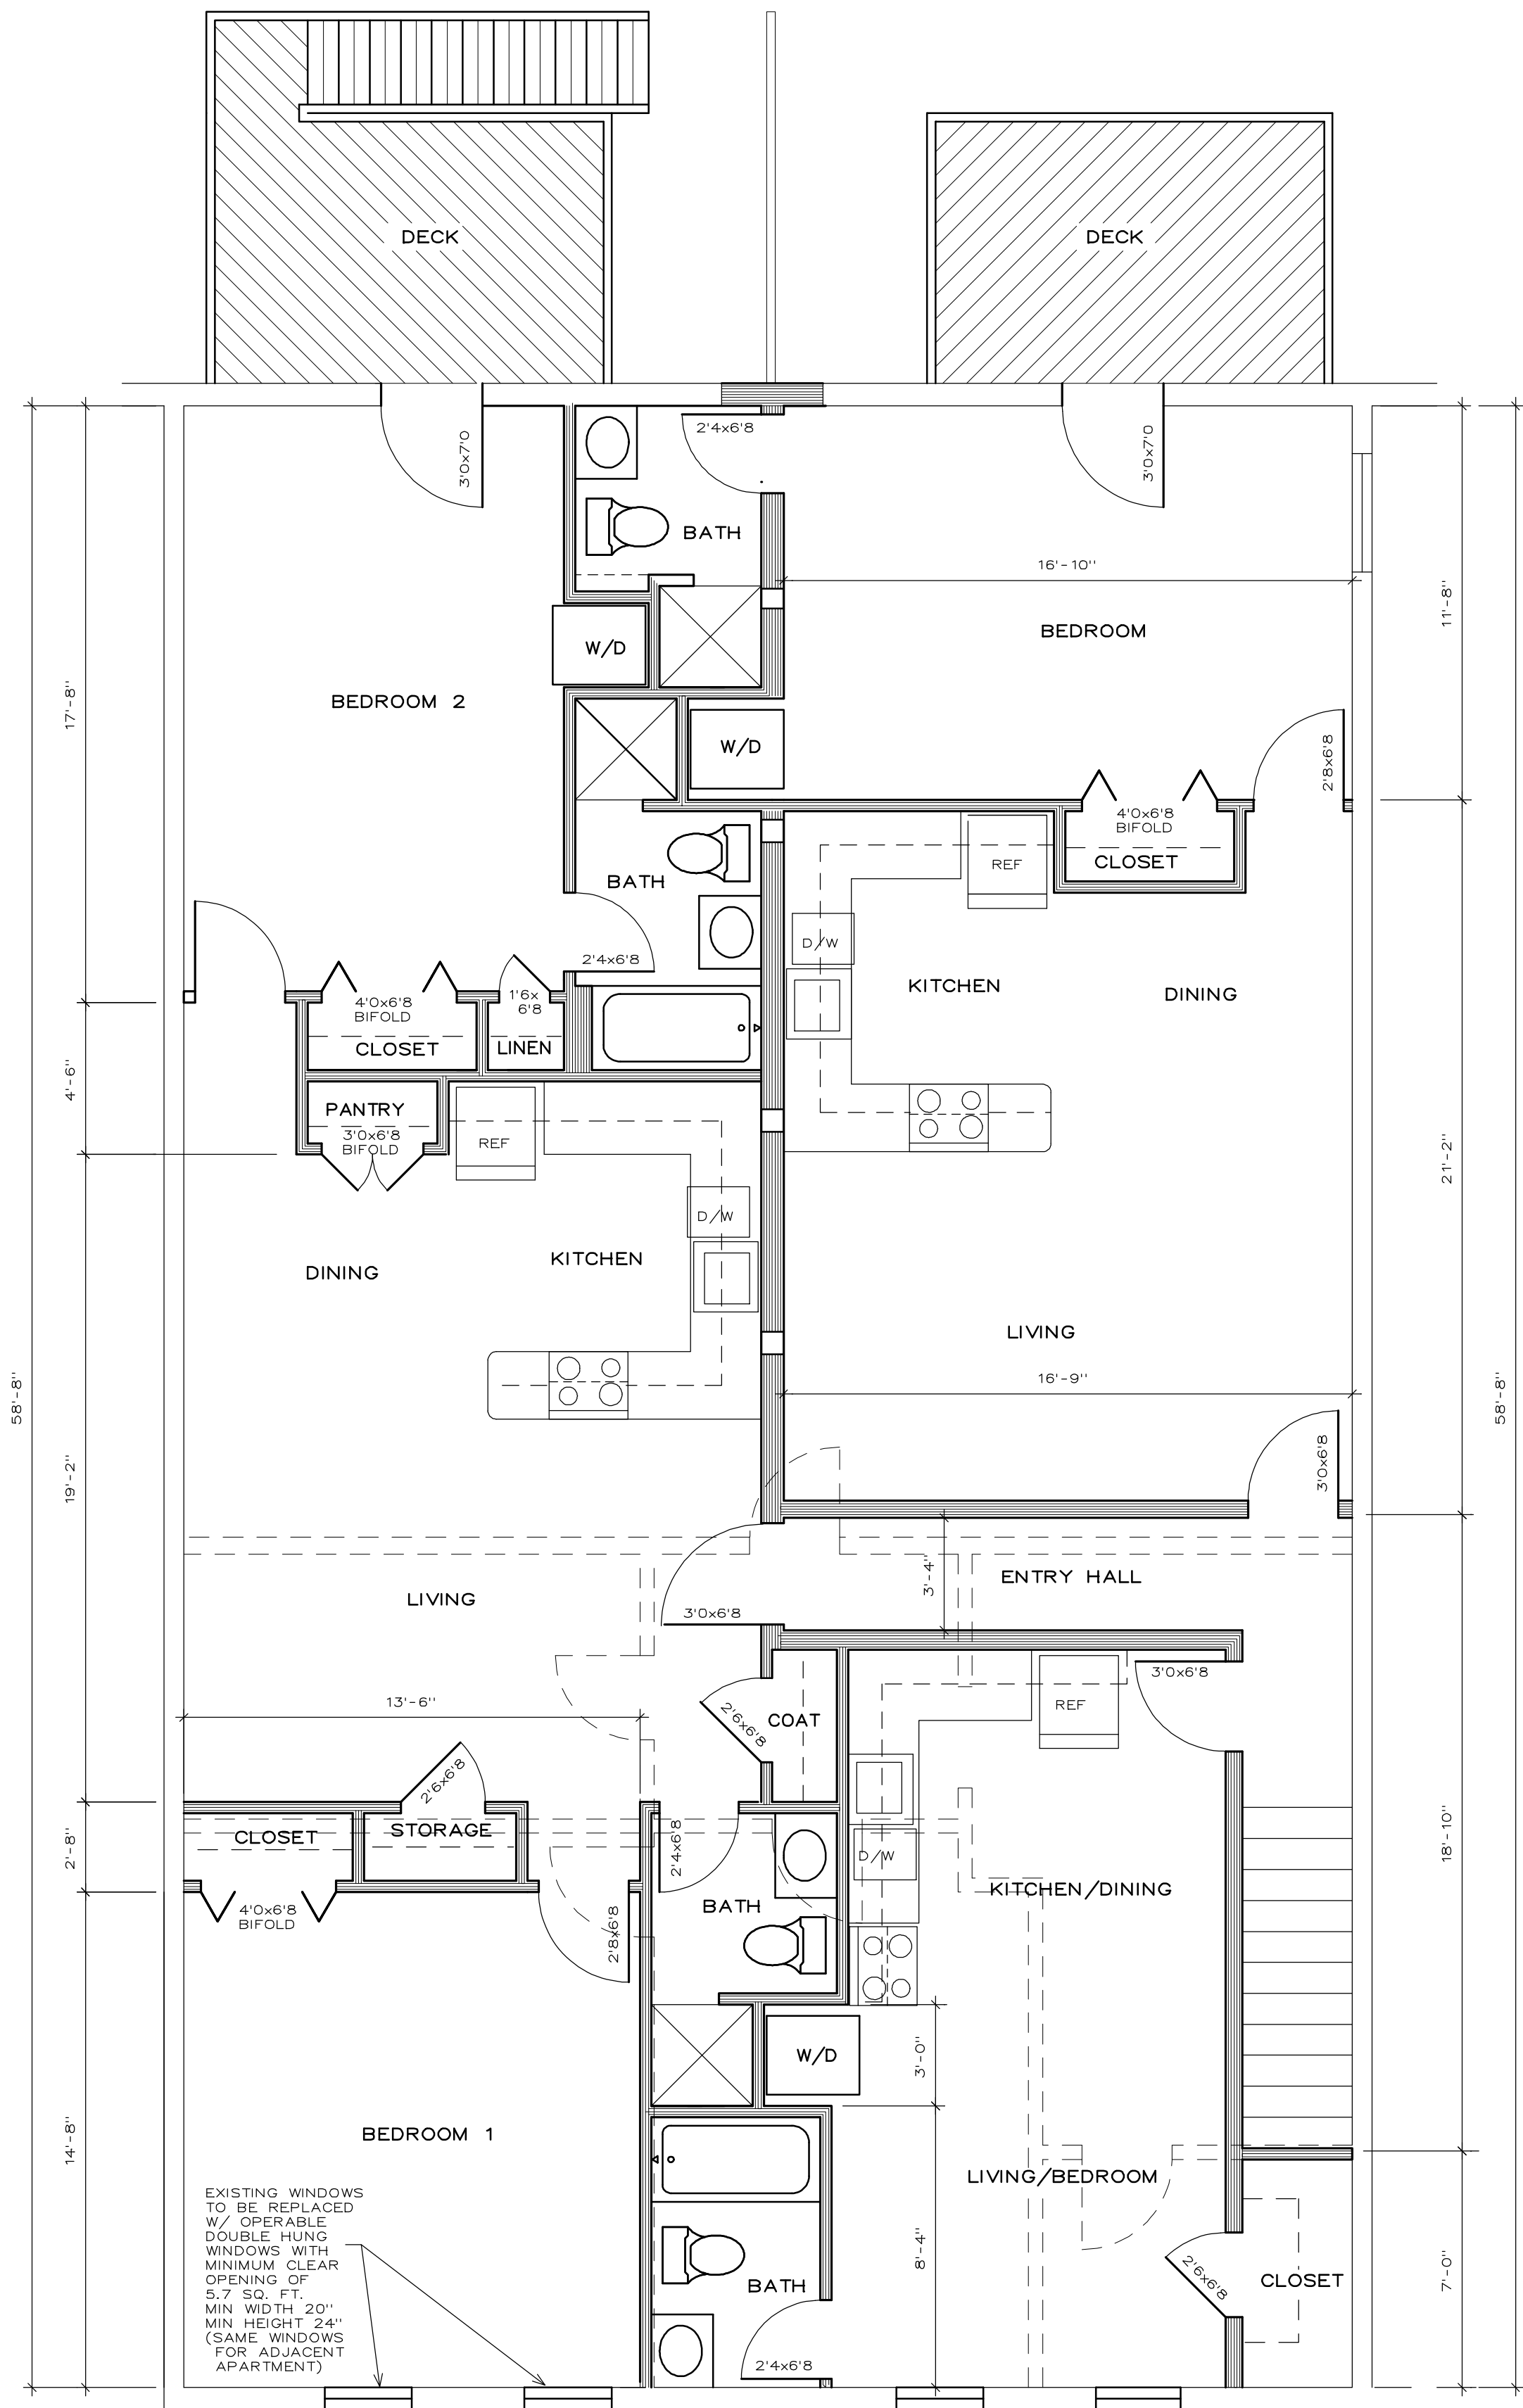 DECK
DECK
3'0x7'0
2'4x6'8
3'0x7'0
BATH
16'-10"
11'-8"
BEDROOM
W/D
BEDROOM 2
17'-8"
W/D
2'8x6'8
4'0x6'8
BIFOLD
CLOSET
REF
BATH
D/W
2'4x6'8
KITCHEN
DINING
4'0x6'8
BIFOLD
CLOSET
1'6x
6'8
LINEN
4'-6"
PANTRY
3'0x6'8
BIFOLD
REF
21'-2"
D/W
KITCHEN
DINING
LIVING
16'-9"
58'-8"
58'-8"
19'-2"
3'0x6'8
LIVING
3'-4"
ENTRY HALL
3'0x6'8
3'0x6'8
13'-6"
2'6x6'8
COAT
REF
2'6x6'8
CLOSET
STORAGE
2'-8"
2'4x6'8
D/W
18'-10"
KITCHEN/DINING
4'0x6'8
BIFOLD
2'8x6'8
BATH
W/D
3'-0"
BEDROOM 1
14'-8"
LIVING/BEDROOM
EXISTING WINDOWS
TO BE REPLACED
W/ OPERABLE
DOUBLE HUNG
WINDOWS WITH
MINIMUM CLEAR
OPENING OF
5.7 SQ. FT.
MIN WIDTH 20"
MIN HEIGHT 24"
(SAME WINDOWS
FOR ADJACENT
APARTMENT)
8'-4"
2'6x6'8
CLOSET
7'-0"
BATH
2'4x6'8